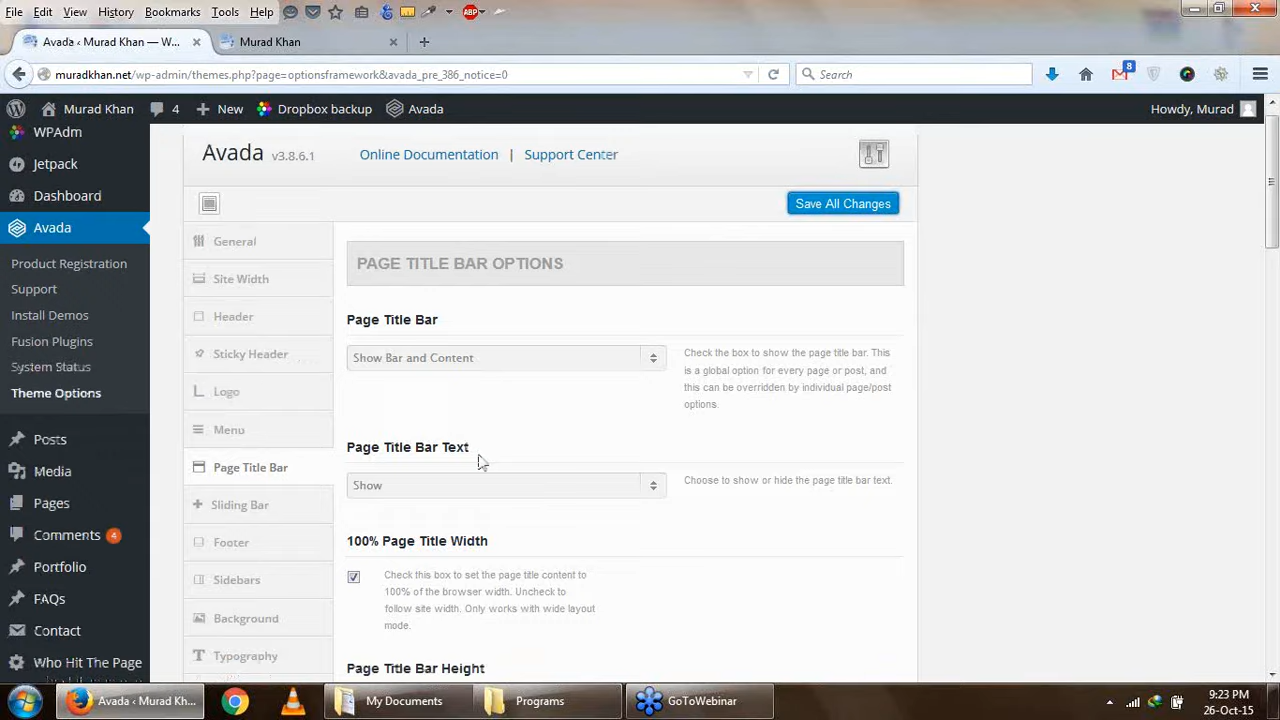 File Edit View History Bookmarks Tools Help
ABP
Avada ‹ Murad Khan — W...
Murad Khan
muradkhan.net/wp-admin/themes.php?page=optionsframework&avada_pre_386_notice=0
Search
8
Murad Khan
4
New
Dropbox backup
Avada
Howdy, Murad
WPAdm
Jetpack
Dashboard
Avada
Product Registration
Support
Install Demos
Fusion Plugins
System Status
Theme Options
Posts
Media
Pages
Comments 4
Portfolio
FAQs
Contact
Who Hit The Page
Avada v3.8.6.1
Online Documentation | Support Center
Save All Changes
General
Site Width
Header
Sticky Header
Logo
Menu
Page Title Bar
Sliding Bar
Footer
Sidebars
Background
Typography
PAGE TITLE BAR OPTIONS
Page Title Bar
Show Bar and Content
Check the box to show the page title bar. This
is a global option for every page or post, and
this can be overridden by individual page/post
options.
Page Title Bar Text
Show
Choose to show or hide the page title bar text.
100% Page Title Width
Check this box to set the page title content to
100% of the browser width. Uncheck to
follow site width. Only works with wide layout
mode.
Page Title Bar Height
Avada ‹ Murad Khan...
My Documents
Programs
GoToWebinar
9:23 PM
26-Oct-15